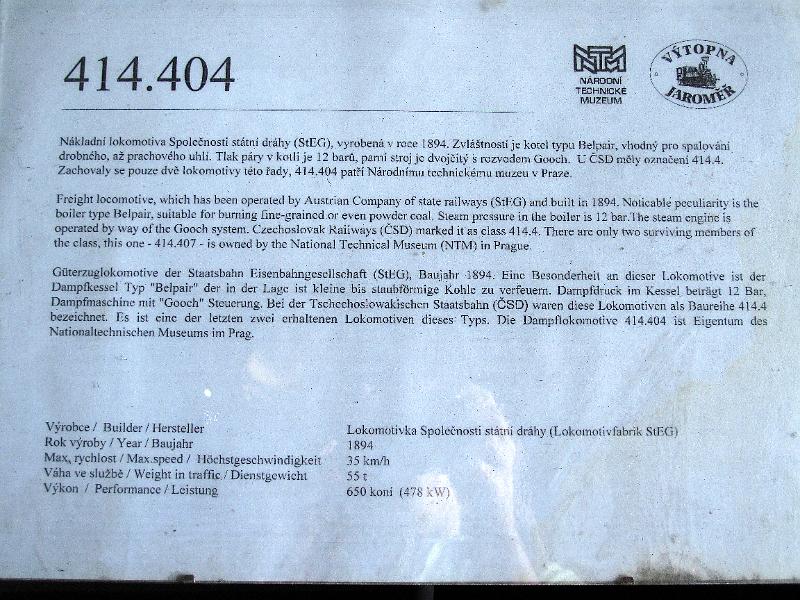 414.404
NTM
NÁRODNÍ
TECHNICKÉ
MUZEUM
VÝTOPNA
JAROMĚŘ
Nákladní lokomotiva Společnosti státní dráhy (StEG), vyrobená v roce 1894. Zvláštností je kotel typu Belpair, vhodný pro spalování
drobného, až prachového uhlí. Tlak páry v kotli je 12 barů, parní stroj je dvojčitý s rozvodem Gooch. U ČSD měly označení 414.4.
Zachovaly se pouze dvě lokomotivy této řady, 414.404 patří Národnímu technickému muzeu v Praze.
Freight locomotive, which has been operated by Austrian Company of state railways (StEG) and built in 1894. Noticable peculiarity is the
boiler type Belpair, suitable for burning fine-grained or even powder coal. Steam pressure in the boiler is 12 bar.The steam engine is
operated by way of the Gooch system. Czechoslovak Railways (ČSD) marked it as class 414.4. There are only two surviving members of
the class, this one - 414.407 - is owned by the National Technical Museum (NTM) in Prague.
Güterzuglokomotive der Staatsbahn Eisenbahngesellschaft (StEG), Baujahr 1894. Eine Besonderheit an dieser Lokomotive ist der
Dampfkessel Typ "Belpair" der in der Lage ist kleine bis staubförmige Kohle zu verfeuern. Dampfdruck im Kessel beträgt 12 Bar,
Dampfmaschine mit "Gooch" Steuerung. Bei der Tschechoslowakischen Staatsbahn (ČSD) waren diese Lokomotiven als Baureihe 414.4
bezeichnet. Es ist eine der letzten zwei erhaltenen Lokomotiven dieses Typs. Die Dampflokomotive 414.404 ist Eigentum des
Nationaltechnischen Museums im Prag.
Výrobce / Builder / Hersteller Lokomotivka Společnosti státní dráhy (Lokomotivfabrik StEG)
Rok výroby / Year / Baujahr 1894
Max, rychlost / Max.speed / Höchstgeschwindigkeit 35 km/h
Váha ve službě / Weight in traffic / Dienstgewicht 55 t
Výkon / Performance / Leistung 650 koní (478 kW)